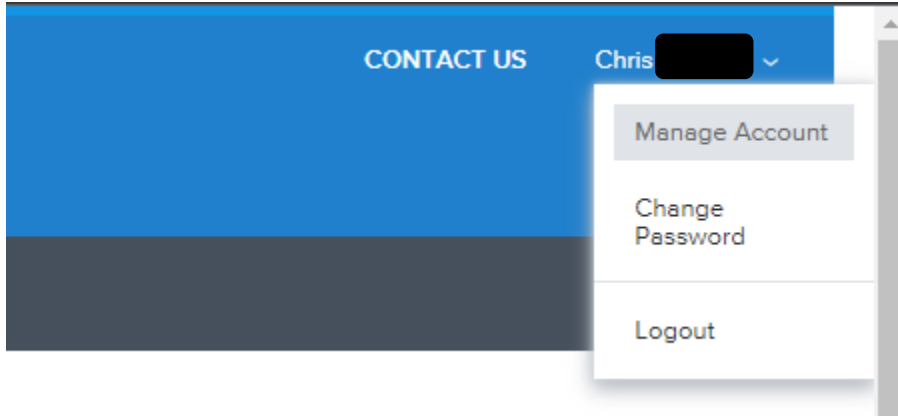 CONTACT US
Chris
Manage Account
Change
Password
Logout